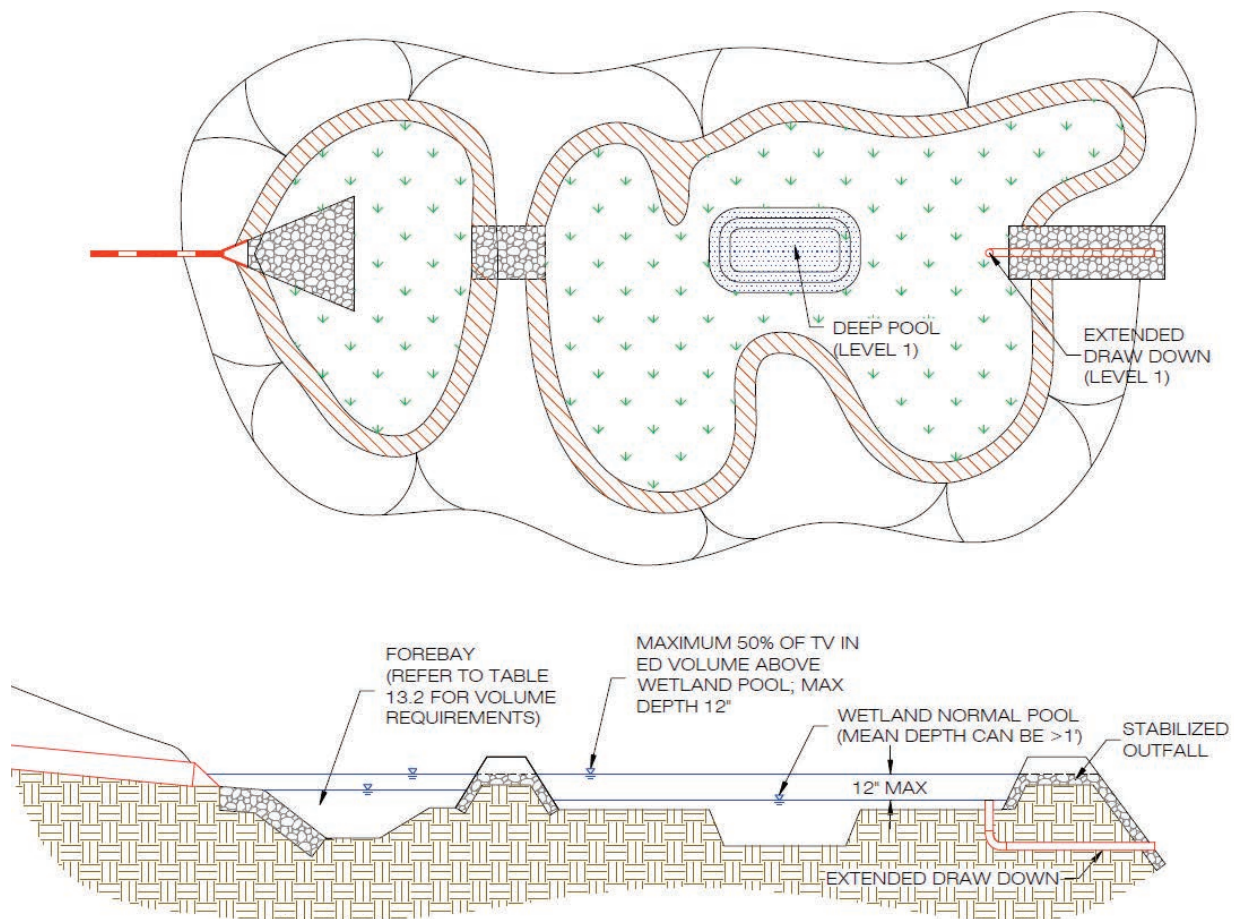 DEEP POOL
(LEVEL 1)
EXTENDED
DRAW DOWN
(LEVEL 1)
FOREBAY
(REFER TO TABLE
13.2 FOR VOLUME
REQUIREMENTS)
MAXIMUM 50% OF TV IN
ED VOLUME ABOVE
WETLAND POOL; MAX
DEPTH 12"
WETLAND NORMAL POOL
(MEAN DEPTH CAN BE >1')
STABILIZED
OUTFALL
12" MAX
EXTENDED DRAW DOWN